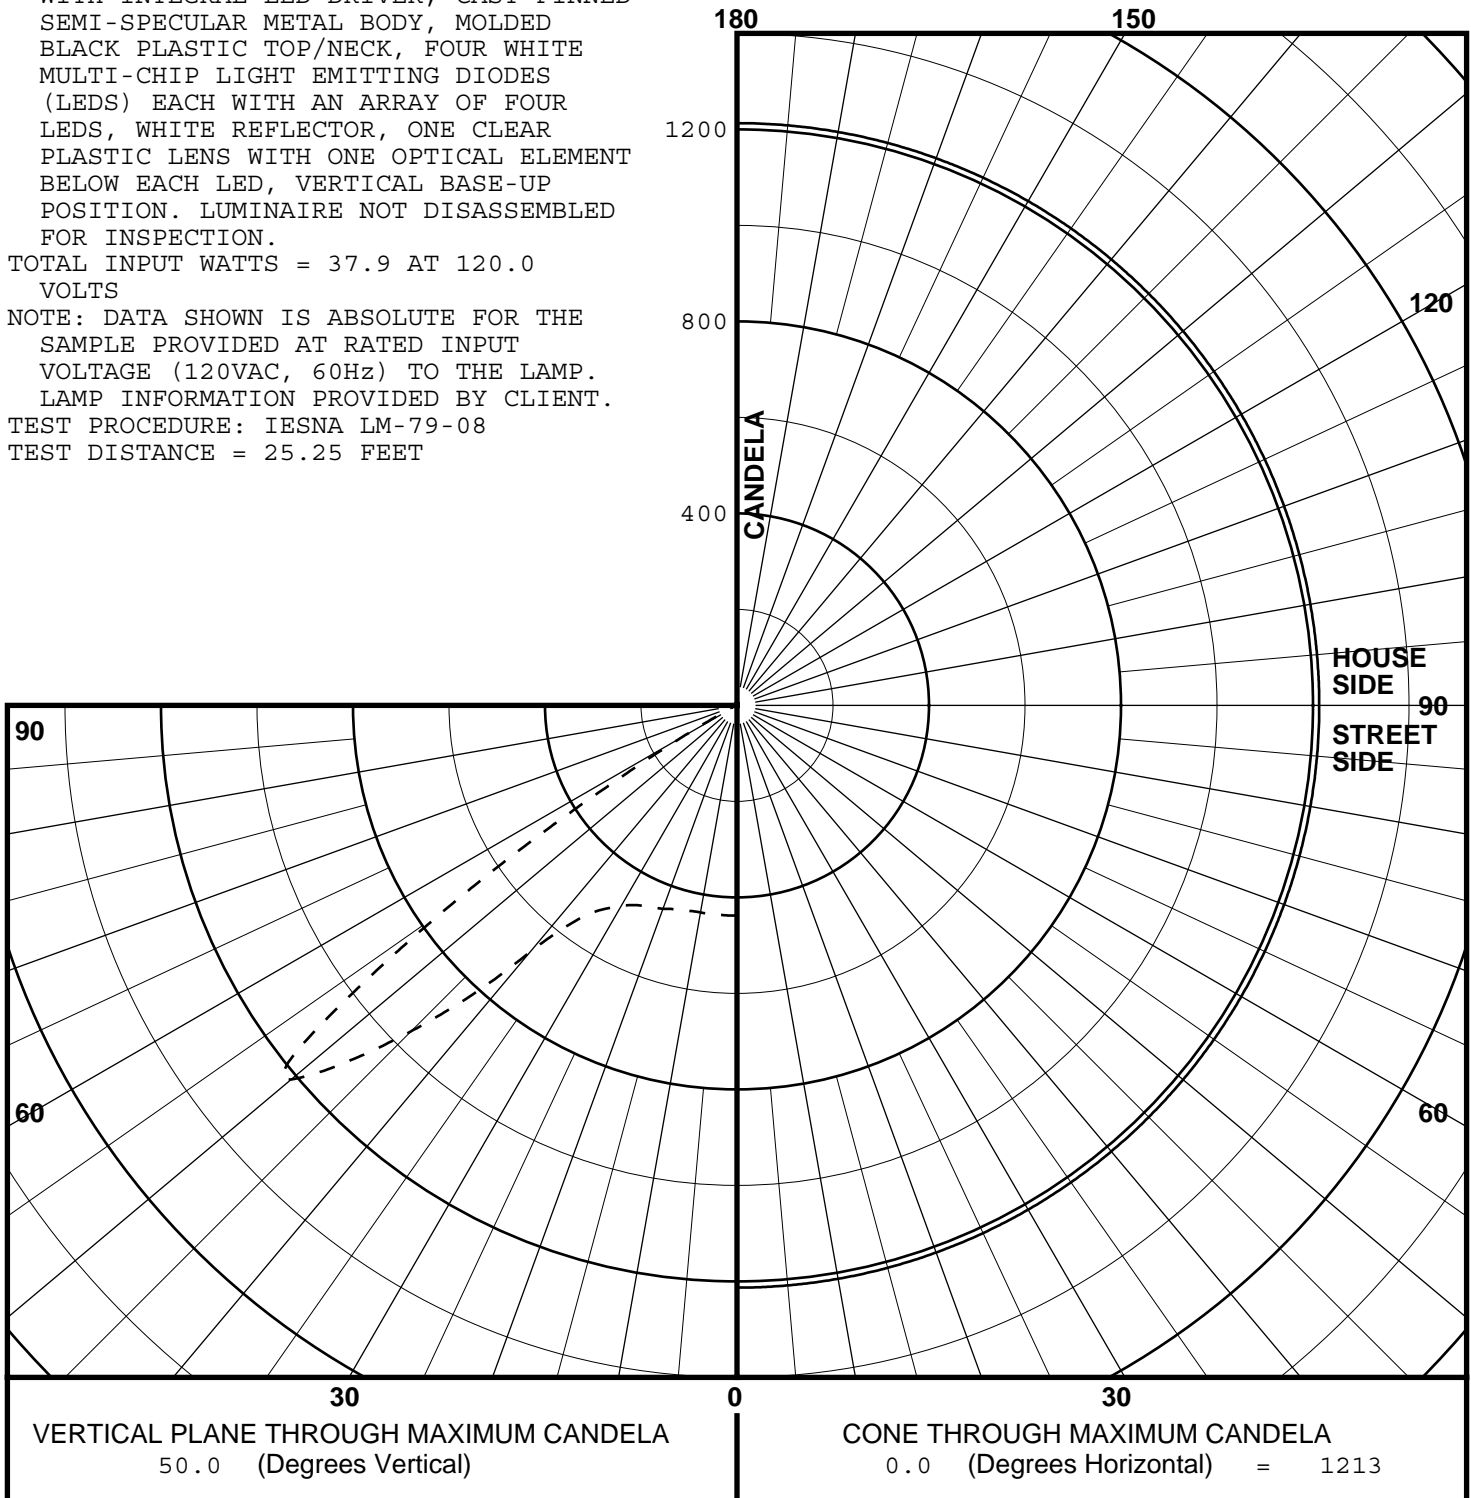 WITH INTEGRAL LED DRIVER, CAST FINNED
SEMI-SPECULAR METAL BODY, MOLDED
BLACK PLASTIC TOP/NECK, FOUR WHITE
MULTI-CHIP LIGHT EMITTING DIODES
(LEDS) EACH WITH AN ARRAY OF FOUR
LEDS, WHITE REFLECTOR, ONE CLEAR
PLASTIC LENS WITH ONE OPTICAL ELEMENT
BELOW EACH LED, VERTICAL BASE-UP
POSITION. LUMINAIRE NOT DISASSEMBLED
FOR INSPECTION.
TOTAL INPUT WATTS = 37.9 AT 120.0
VOLTS
NOTE: DATA SHOWN IS ABSOLUTE FOR THE
SAMPLE PROVIDED AT RATED INPUT
VOLTAGE (120VAC, 60Hz) TO THE LAMP.
LAMP INFORMATION PROVIDED BY CLIENT.
TEST PROCEDURE: IESNA LM-79-08
TEST DISTANCE = 25.25 FEET
180
150
1200
120
800
CANDELA
400
HOUSE
SIDE
90
90
STREET
SIDE
60
60
30
0
30
VERTICAL PLANE THROUGH MAXIMUM CANDELA
50.0 (Degrees Vertical)
CONE THROUGH MAXIMUM CANDELA
0.0 (Degrees Horizontal) = 1213